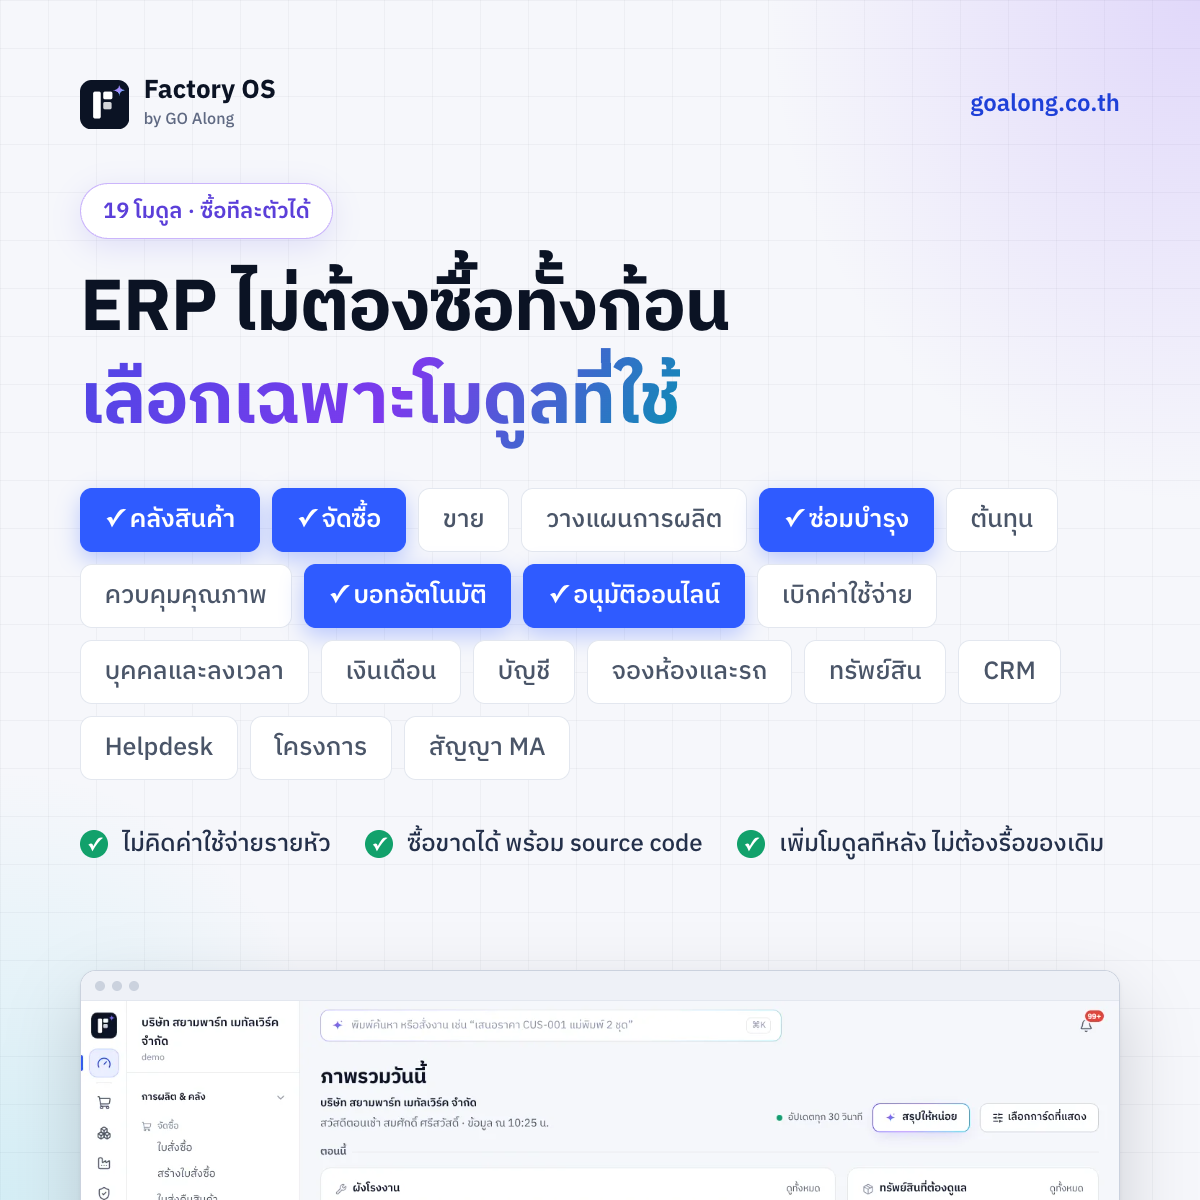 Factory OS
by GO Along
goalong.co.th
19 โมดูล · ซื้อทีละตัวได้
ERP ไม่ต้องซื้อทั้งก้อน
เลือกเฉพาะโมดูลที่ใช้
✓ คลังสินค้า ✓ จัดซื้อ ขาย วางแผนการผลิต ✓ ซ่อมบำรุง ต้นทุน
ควบคุมคุณภาพ ✓ บอทอัตโนมัติ ✓ อนุมัติออนไลน์ เบิกค่าใช้จ่าย
บุคคลและลงเวลา เงินเดือน บัญชี จองห้องและรถ ทรัพย์สิน CRM
Helpdesk โครงการ สัญญา MA
✓ ไม่คิดค่าใช้จ่ายรายหัว ✓ ซื้อขาดได้ พร้อม source code ✓ เพิ่มโมดูลทีหลัง ไม่ต้องรื้อของเดิม
บริษัท สยามพาร์ท เมทัลเวิร์ค
จำกัด
demo
การผลิต & คลัง
จัดซื้อ
ใบสั่งซื้อ
สร้างใบสั่งซื้อ
ใบส่งคืนสินค้า
พิมพ์ค้นหา หรือสั่งงาน เช่น “เสนอราคา CUS-001 แม่พิมพ์ 2 ชุด” ⌘K
99+
ภาพรวมวันนี้
บริษัท สยามพาร์ท เมทัลเวิร์ค จำกัด
สวัสดีตอนเช้า สมศักดิ์ ศรีสวัสดิ์ · ข้อมูล ณ 10:25 น.
อัปเดตทุก 30 วินาที สรุปให้หน่อย เลือกการ์ดที่แสดง
ตอนนี้
ผังโรงงาน ดูทั้งหมด
ทรัพย์สินที่ต้องดูแล ดูทั้งหมด